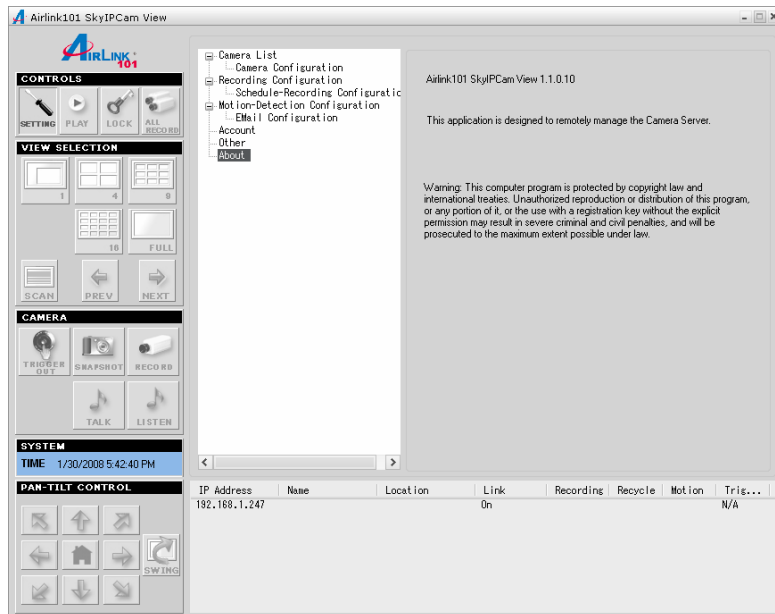 Airlink101 SkyIPCam View
AIRLINK
101
CONTROLS
SETTING
PLAY
LOCK
ALL
RECORD
VIEW SELECTION
1
4
9
16
FULL
SCAN
PREV
NEXT
CAMERA
TRIGGER
OUT
SNAPSHOT
RECORD
TALK
LISTEN
SYSTEM
TIME 1/30/2008 5:42:40 PM
PAN-TILT CONTROL
SWING
Camera List
Camera Configuration
Recording Configuration
Schedule-Recording Configuratic
Motion-Detection Configuration
EMail Configuration
Account
Other
About
Airlink101 SkyIPCam View 1.1.0.10
This application is designed to remotely manage the Camera Server.
Warning: This computer program is protected by copyright law and
international treaties. Unauthorized reproduction or distribution of this program,
or any portion of it, or the use with a registration key without the explicit
permission may result in severe criminal and civil penalties, and will be
prosecuted to the maximum extent possible under law.
IP Address Name Location Link Recording Recycle Motion Trig...
192.168.1.247 On N/A